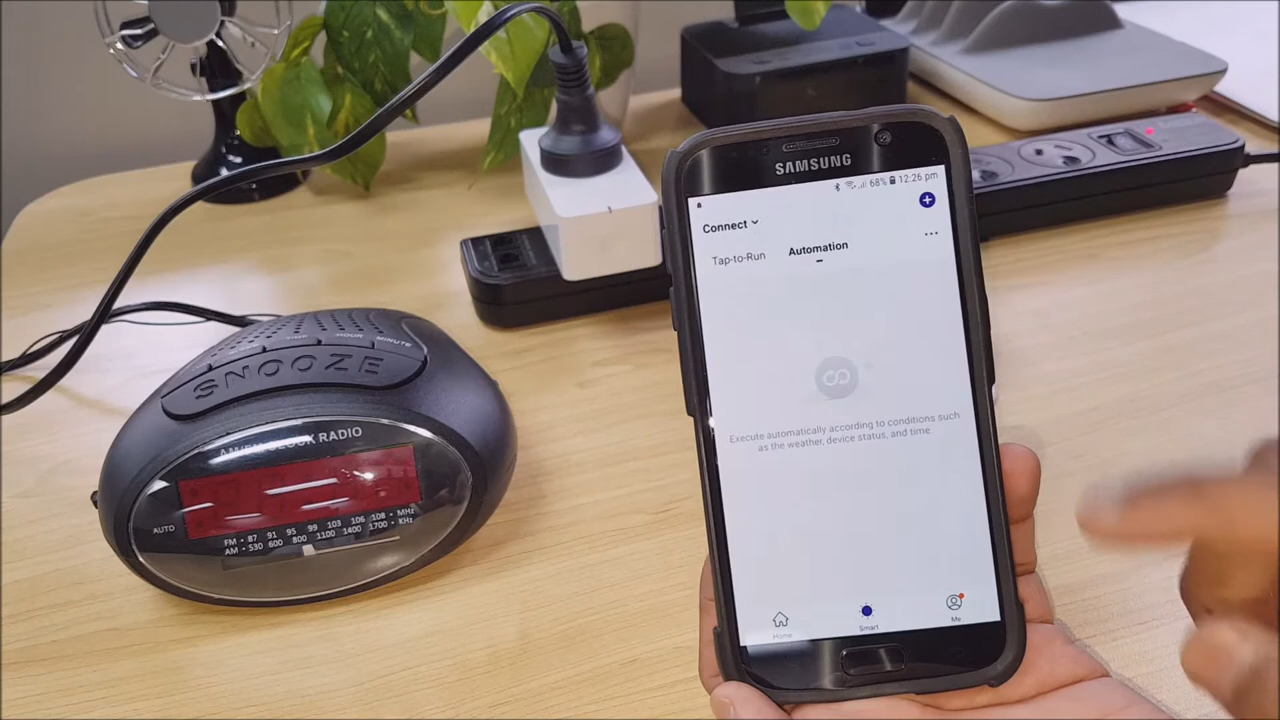 SAMSUNG
68% 12:26 pm
Connect
Tap-to-Run
Automation
Execute automatically according to conditions such
as the weather, device status, and time.
Home
Smart
Me
HOUR
MINUTE
SNOOZE
AM/FM CLOCK RADIO
AUTO
FM • 87 91 95 99 103 106 108 • MHz
AM • 530 600 800 1100 1400 1700 • KHz